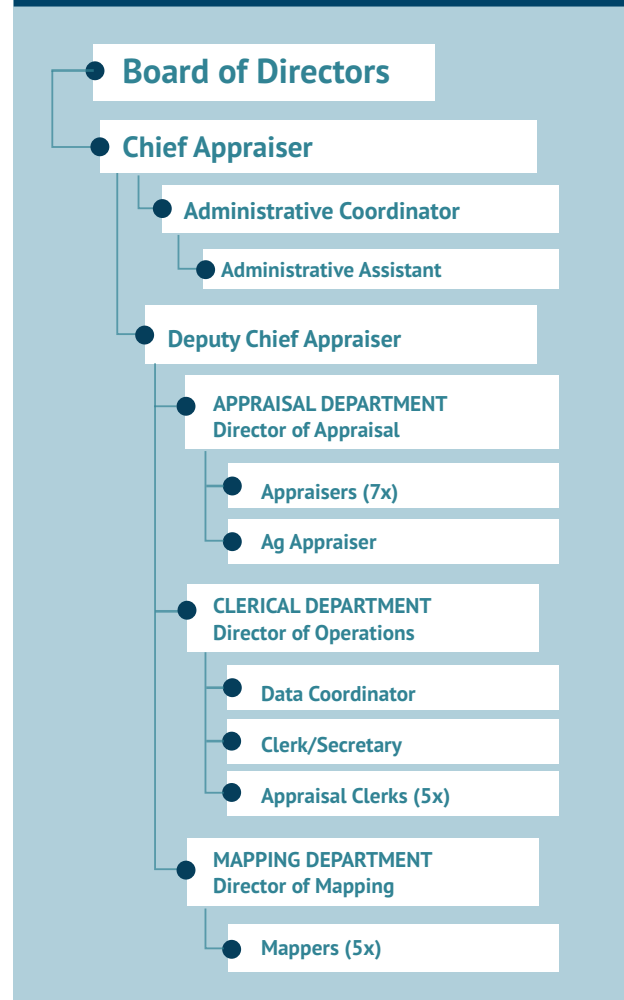 Board of Directors
Chief Appraiser
Administrative Coordinator
Administrative Assistant
Deputy Chief Appraiser
APPRAISAL DEPARTMENT
Director of Appraisal
Appraisers (7x)
Ag Appraiser
CLERICAL DEPARTMENT
Director of Operations
Data Coordinator
Clerk/Secretary
Appraisal Clerks (5x)
MAPPING DEPARTMENT
Director of Mapping
Mappers (5x)